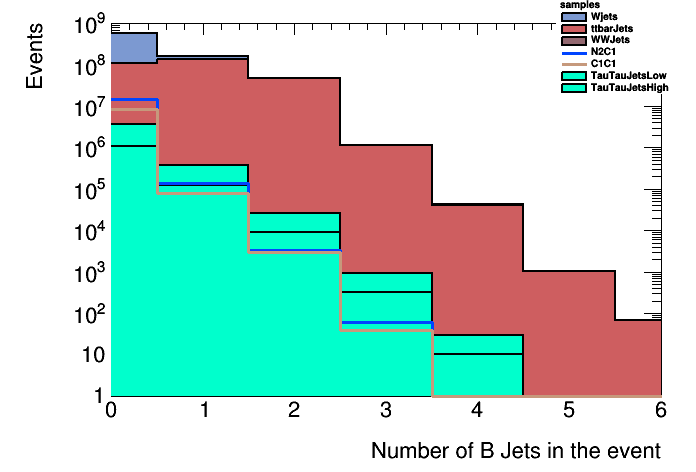 samples
Wjets
ttbarJets
WWJets
N2C1
C1C1
TauTauJetsLow
TauTauJetsHigh
Events
10⁹
10⁸
10⁷
10⁶
10⁵
10⁴
10³
10²
10
1
0 1 2 3 4 5 6
Number of B Jets in the event